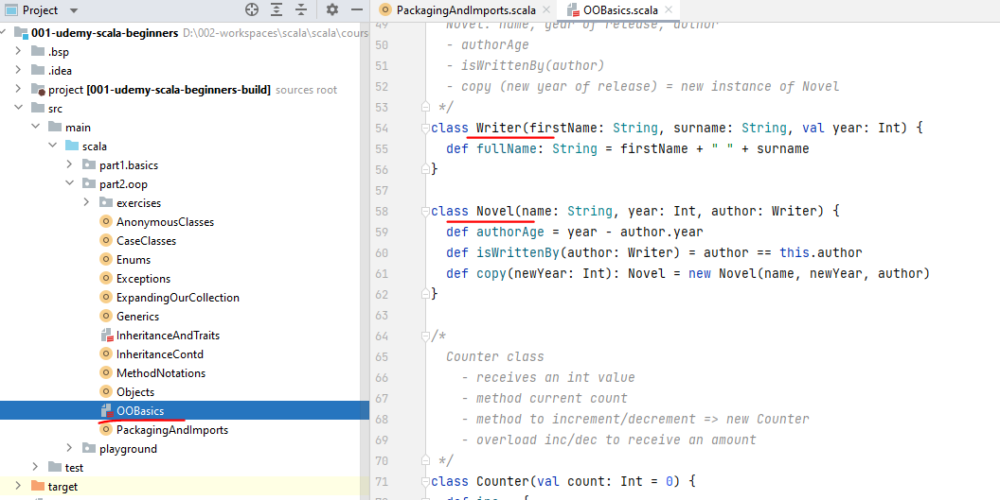 Project
001-udemy-scala-beginners D:\002-workspaces\scala\scala\cours
.bsp
.idea
project [001-udemy-scala-beginners-build] sources root
src
main
scala
part1.basics
part2.oop
exercises
AnonymousClasses
CaseClasses
Enums
Exceptions
ExpandingOurCollection
Generics
InheritanceAndTraits
InheritanceContd
MethodNotations
Objects
OOBasics
PackagingAndImports
playground
test
target
PackagingAndImports.scala OOBasics.scala
49 Novel: name, year of release, author
50 - authorAge
51 - isWrittenBy(author)
52 - copy (new year of release) = new instance of Novel
53 */
54 class Writer(firstName: String, surname: String, val year: Int) {
55 def fullName: String = firstName + " " + surname
56 }
57
58 class Novel(name: String, year: Int, author: Writer) {
59 def authorAge = year - author.year
60 def isWrittenBy(author: Writer) = author == this.author
61 def copy(newYear: Int): Novel = new Novel(name, newYear, author)
62 }
63
64 /*
65 Counter class
66 - receives an int value
67 - method current count
68 - method to increment/decrement => new Counter
69 - overload inc/dec to receive an amount
70 */
71 class Counter(val count: Int = 0) {